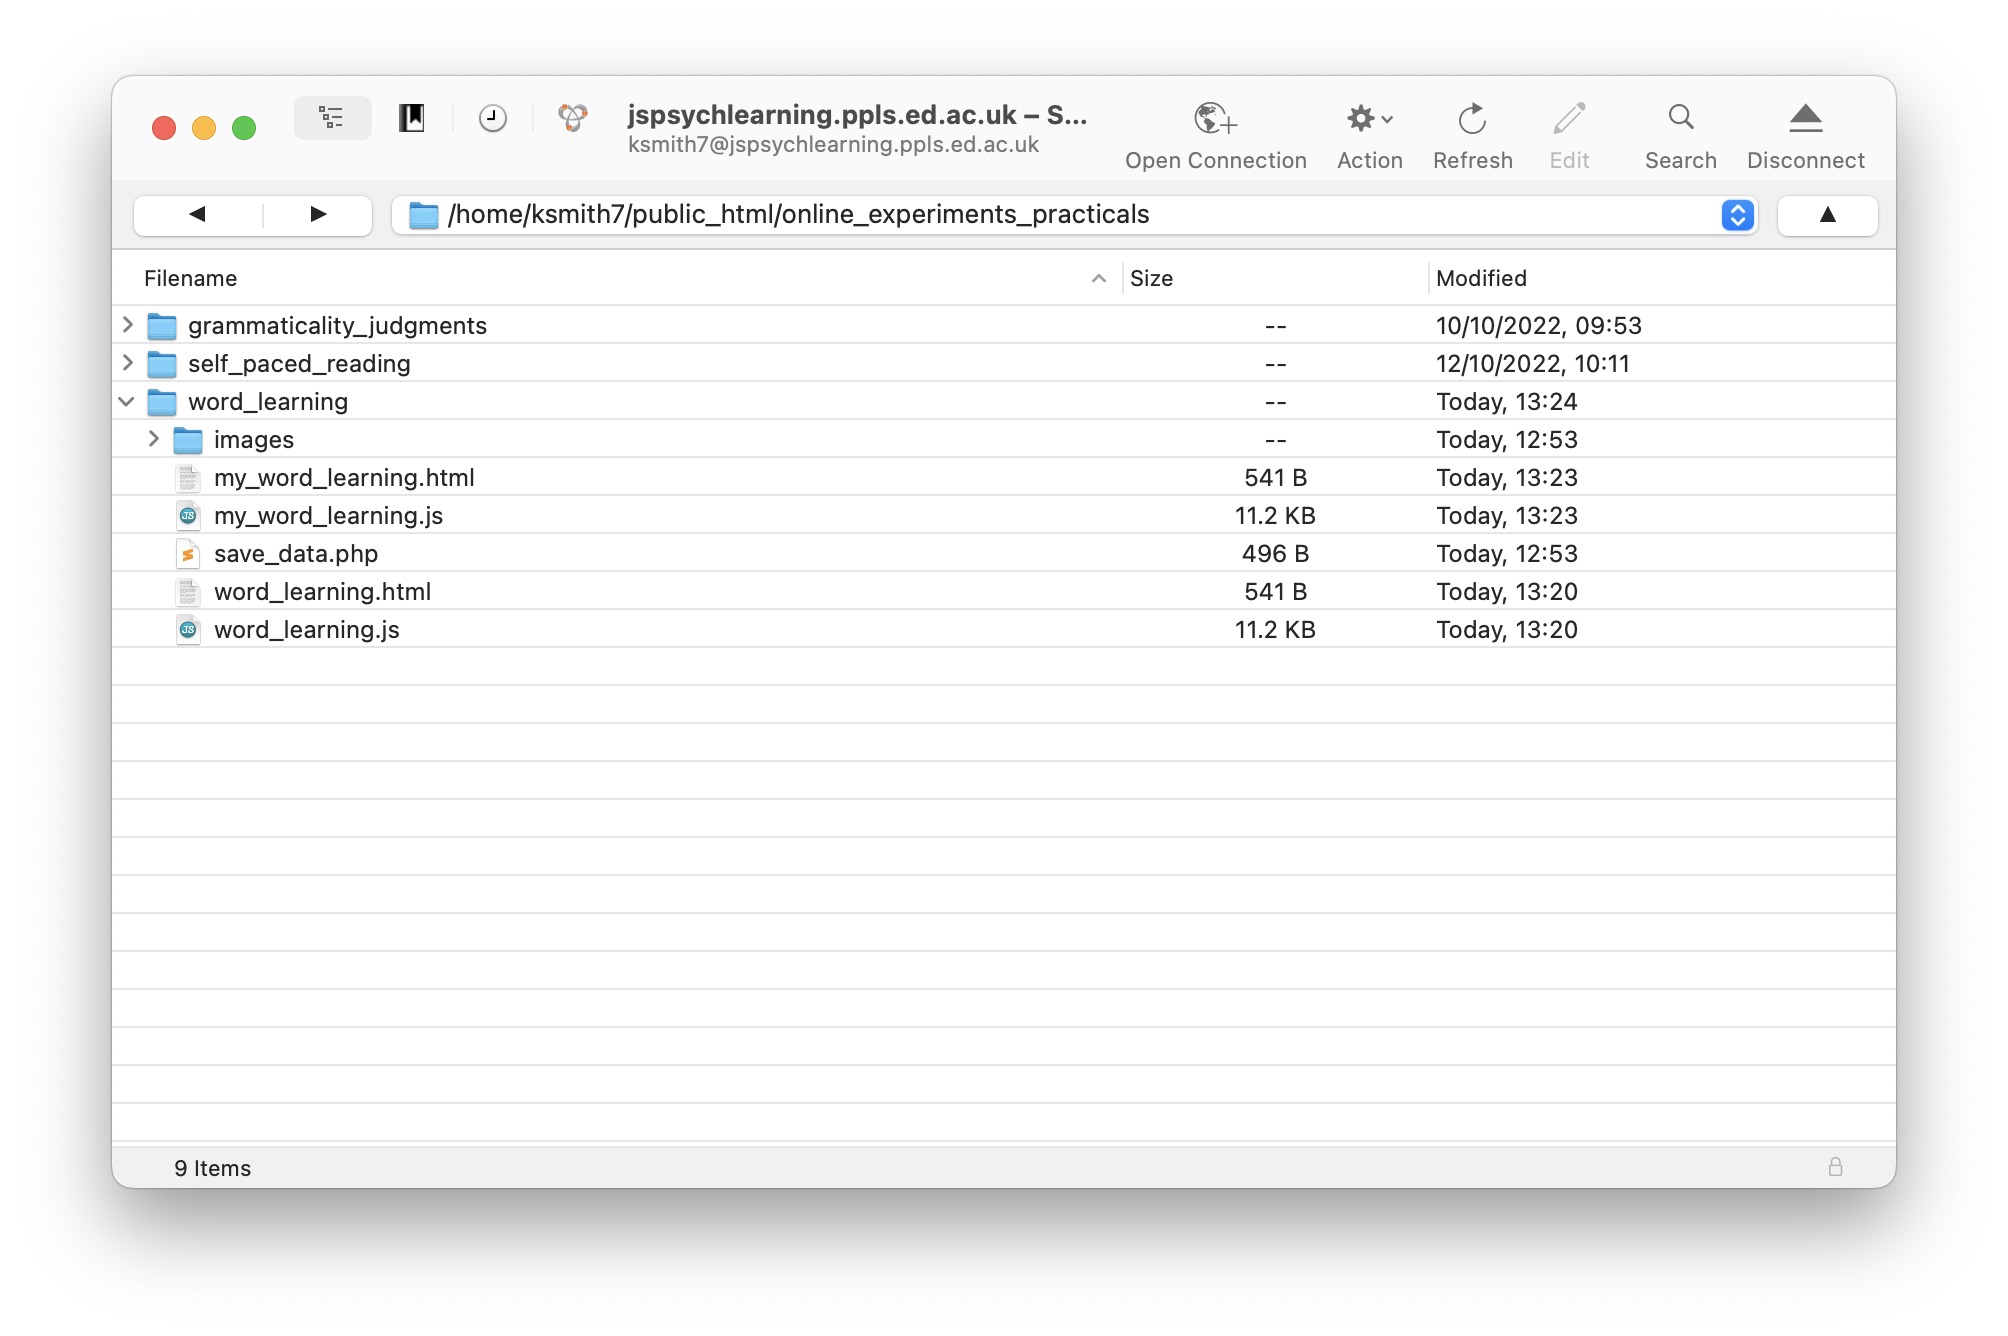 jspsychlearning.ppls.ed.ac.uk – S...
ksmith7@jspsychlearning.ppls.ed.ac.uk
Open Connection Action Refresh Edit Search Disconnect
/home/ksmith7/public_html/online_experiments_practicals
Filename Size Modified
grammaticality_judgments -- 10/10/2022, 09:53
self_paced_reading -- 12/10/2022, 10:11
word_learning -- Today, 13:24
images -- Today, 12:53
my_word_learning.html 541 B Today, 13:23
JS my_word_learning.js 11.2 KB Today, 13:23
save_data.php 496 B Today, 12:53
word_learning.html 541 B Today, 13:20
JS word_learning.js 11.2 KB Today, 13:20
9 Items